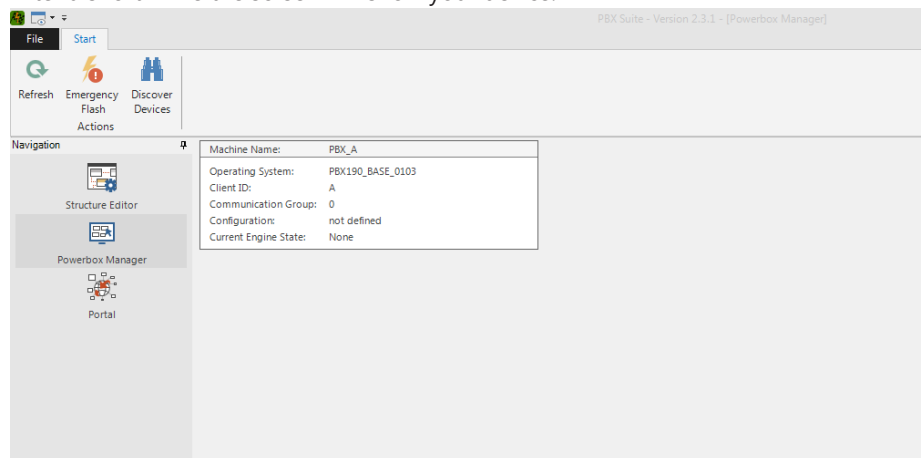 PBX Suite - Version 2.3.1 - [Powerbox Manager]
File Start
Refresh
Emergency Flash
Discover Devices
Actions
Navigation
Structure Editor
Powerbox Manager
Portal
Machine Name: PBX_A
Operating System: PBX190_BASE_0103
Client ID: A
Communication Group: 0
Configuration: not defined
Current Engine State: None